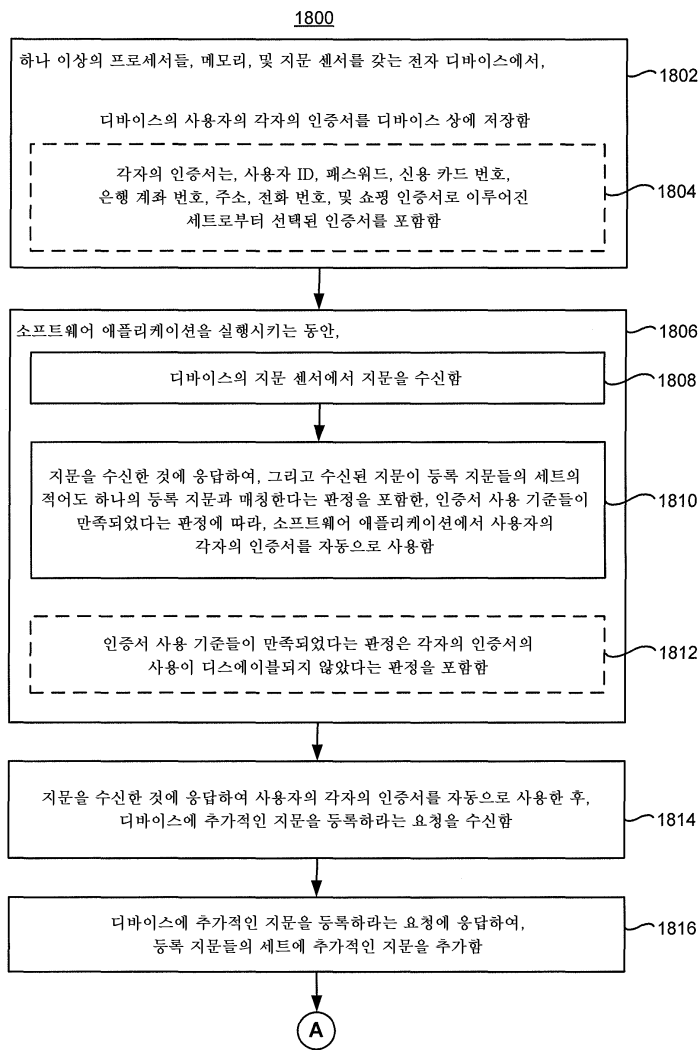 1800
하나 이상의 프로세서들, 메모리, 및 지문 센서를 갖는 전자 디바이스에서,
1802
디바이스의 사용자의 각자의 인증서를 디바이스 상에 저장함
각자의 인증서는, 사용자 ID, 패스워드, 신용 카드 번호,
은행 계좌 번호, 주소, 전화 번호, 및 쇼핑 인증서로 이루어진
세트로부터 선택된 인증서를 포함함
1804
소프트웨어 애플리케이션을 실행시키는 동안,
1806
디바이스의 지문 센서에서 지문을 수신함
1808
지문을 수신한 것에 응답하여, 그리고 수신된 지문이 등록 지문들의 세트의
적어도 하나의 등록 지문과 매칭한다는 판정을 포함한, 인증서 사용 기준들이
만족되었다는 판정에 따라, 소프트웨어 애플리케이션에서 사용자의
각자의 인증서를 자동으로 사용함
1810
인증서 사용 기준들이 만족되었다는 판정은 각자의 인증서의
사용이 디스에이블되지 않았다는 판정을 포함함
1812
지문을 수신한 것에 응답하여 사용자의 각자의 인증서를 자동으로 사용한 후,
디바이스에 추가적인 지문을 등록하라는 요청을 수신함
1814
디바이스에 추가적인 지문을 등록하라는 요청에 응답하여,
등록 지문들의 세트에 추가적인 지문을 추가함
1816
A